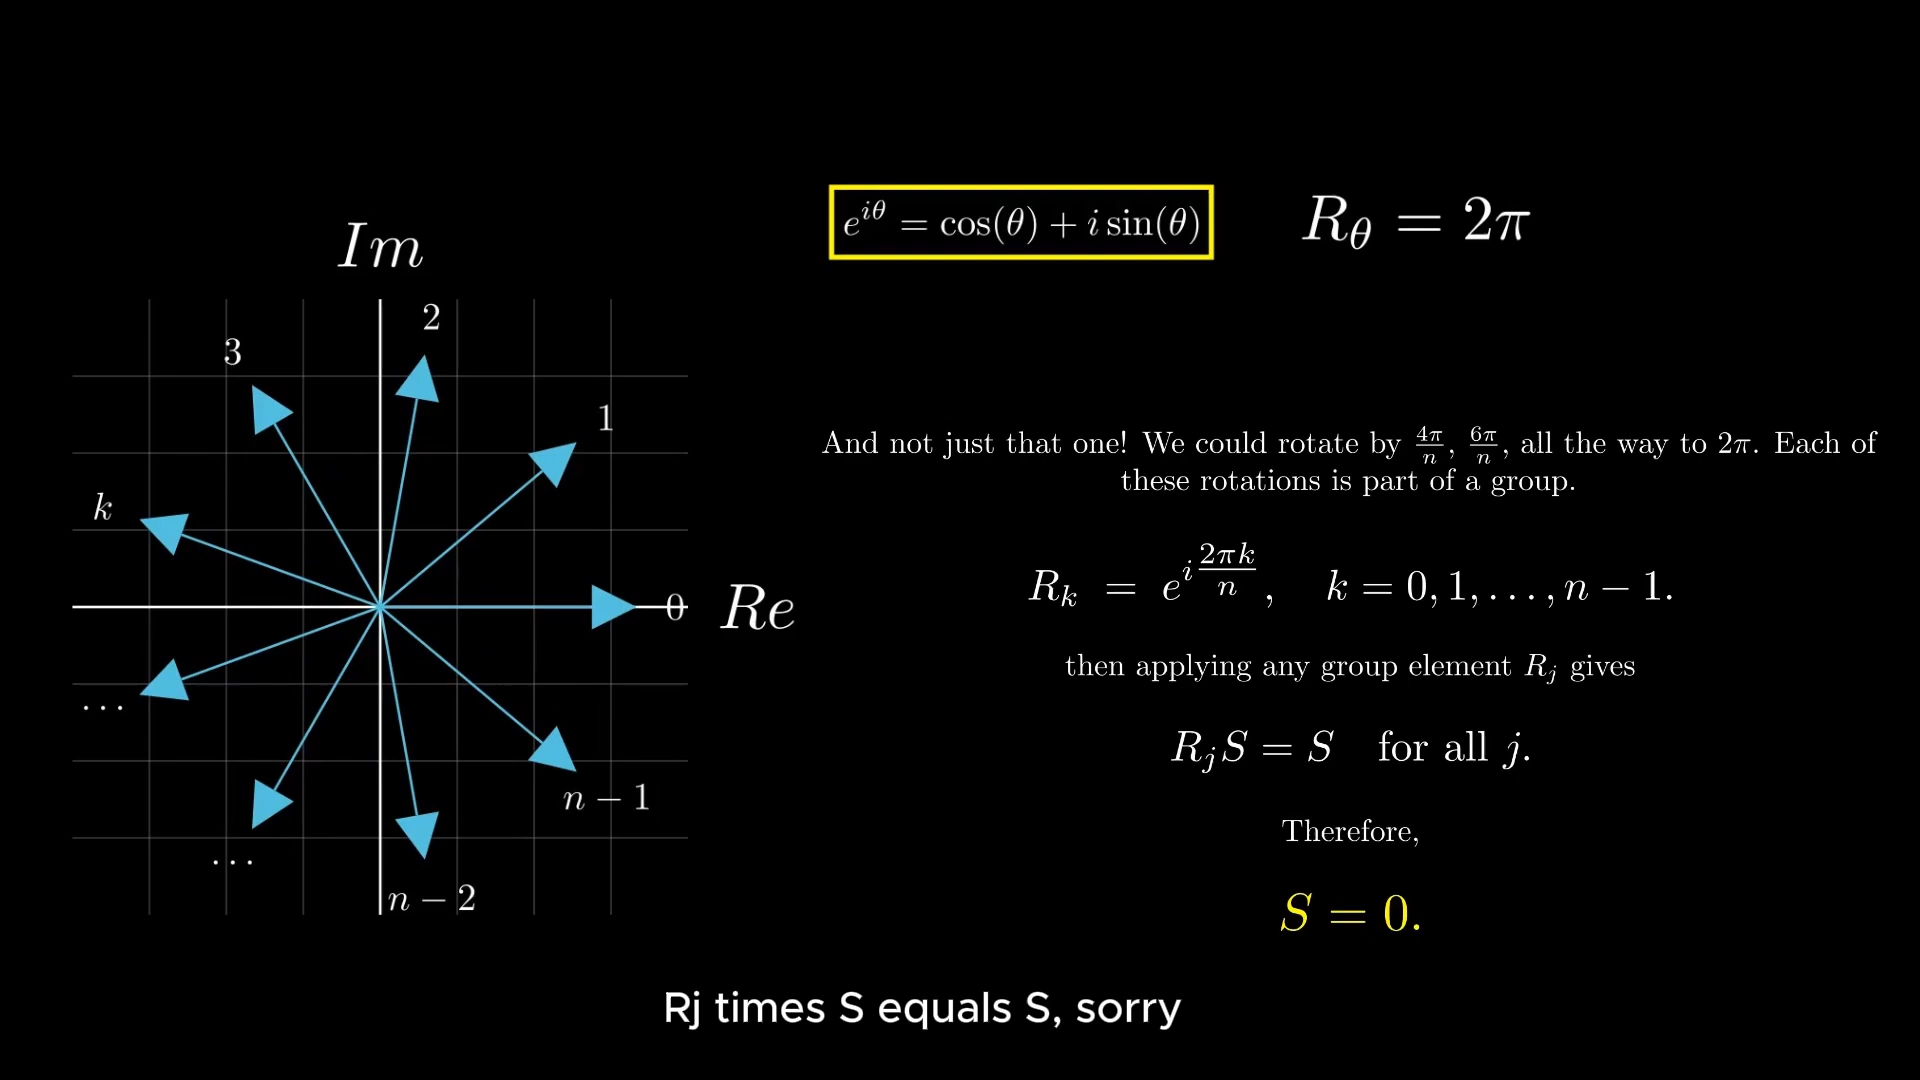 e^{iθ} = cos(θ) + i sin(θ)
R_θ = 2π
Im
2
3
1
k
0
Re
...
n − 1
...
n − 2
And not just that one! We could rotate by 4π/n, 6π/n, all the way to 2π. Each of
these rotations is part of a group.
R_k = e^{i 2πk/n}, k = 0, 1, . . . , n − 1.
then applying any group element R_j gives
R_j S = S for all j.
Therefore,
S = 0.
Rj times S equals S, sorry